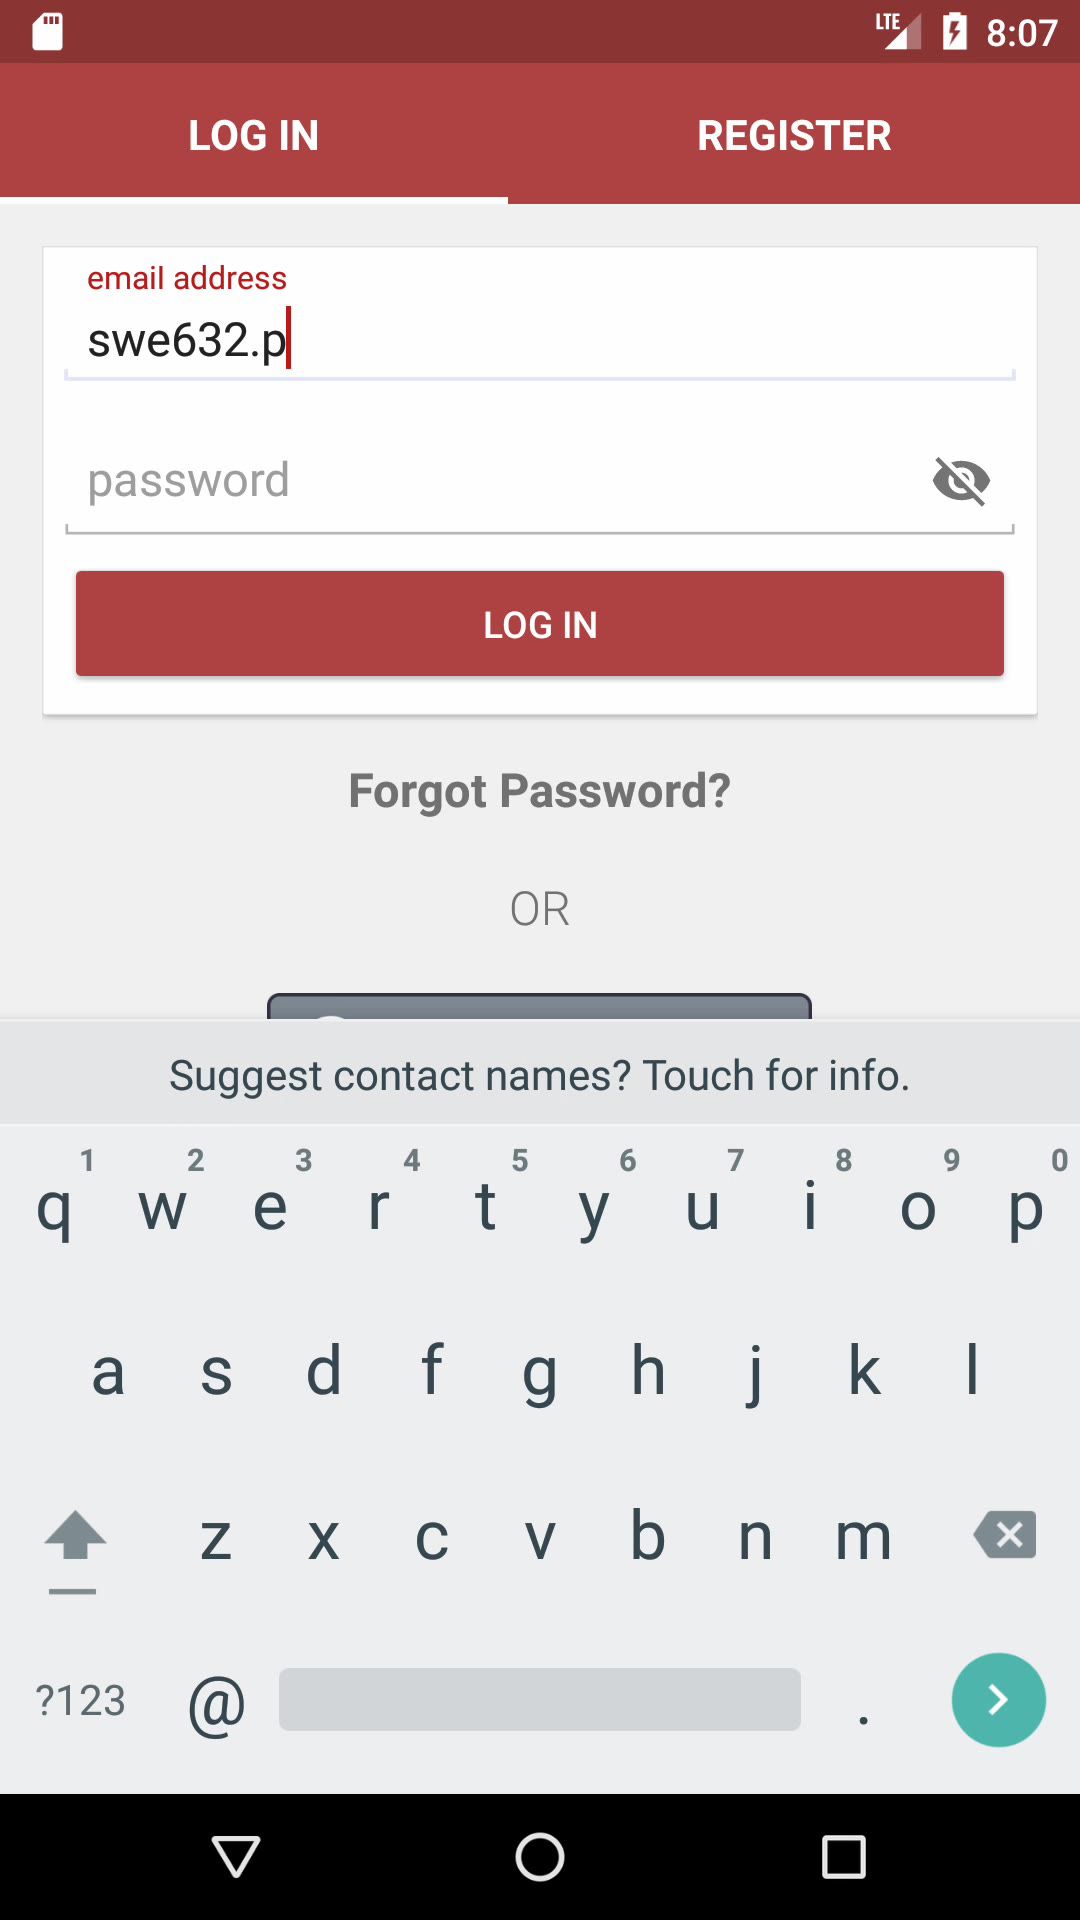 LTE 8:07
LOG IN REGISTER
email address
swe632.p
password
LOG IN
Forgot Password?
OR
Suggest contact names? Touch for info.
1 2 3 4 5 6 7 8 9 0
q w e r t y u i o p
a s d f g h j k l
z x c v b n m
?123 @ .